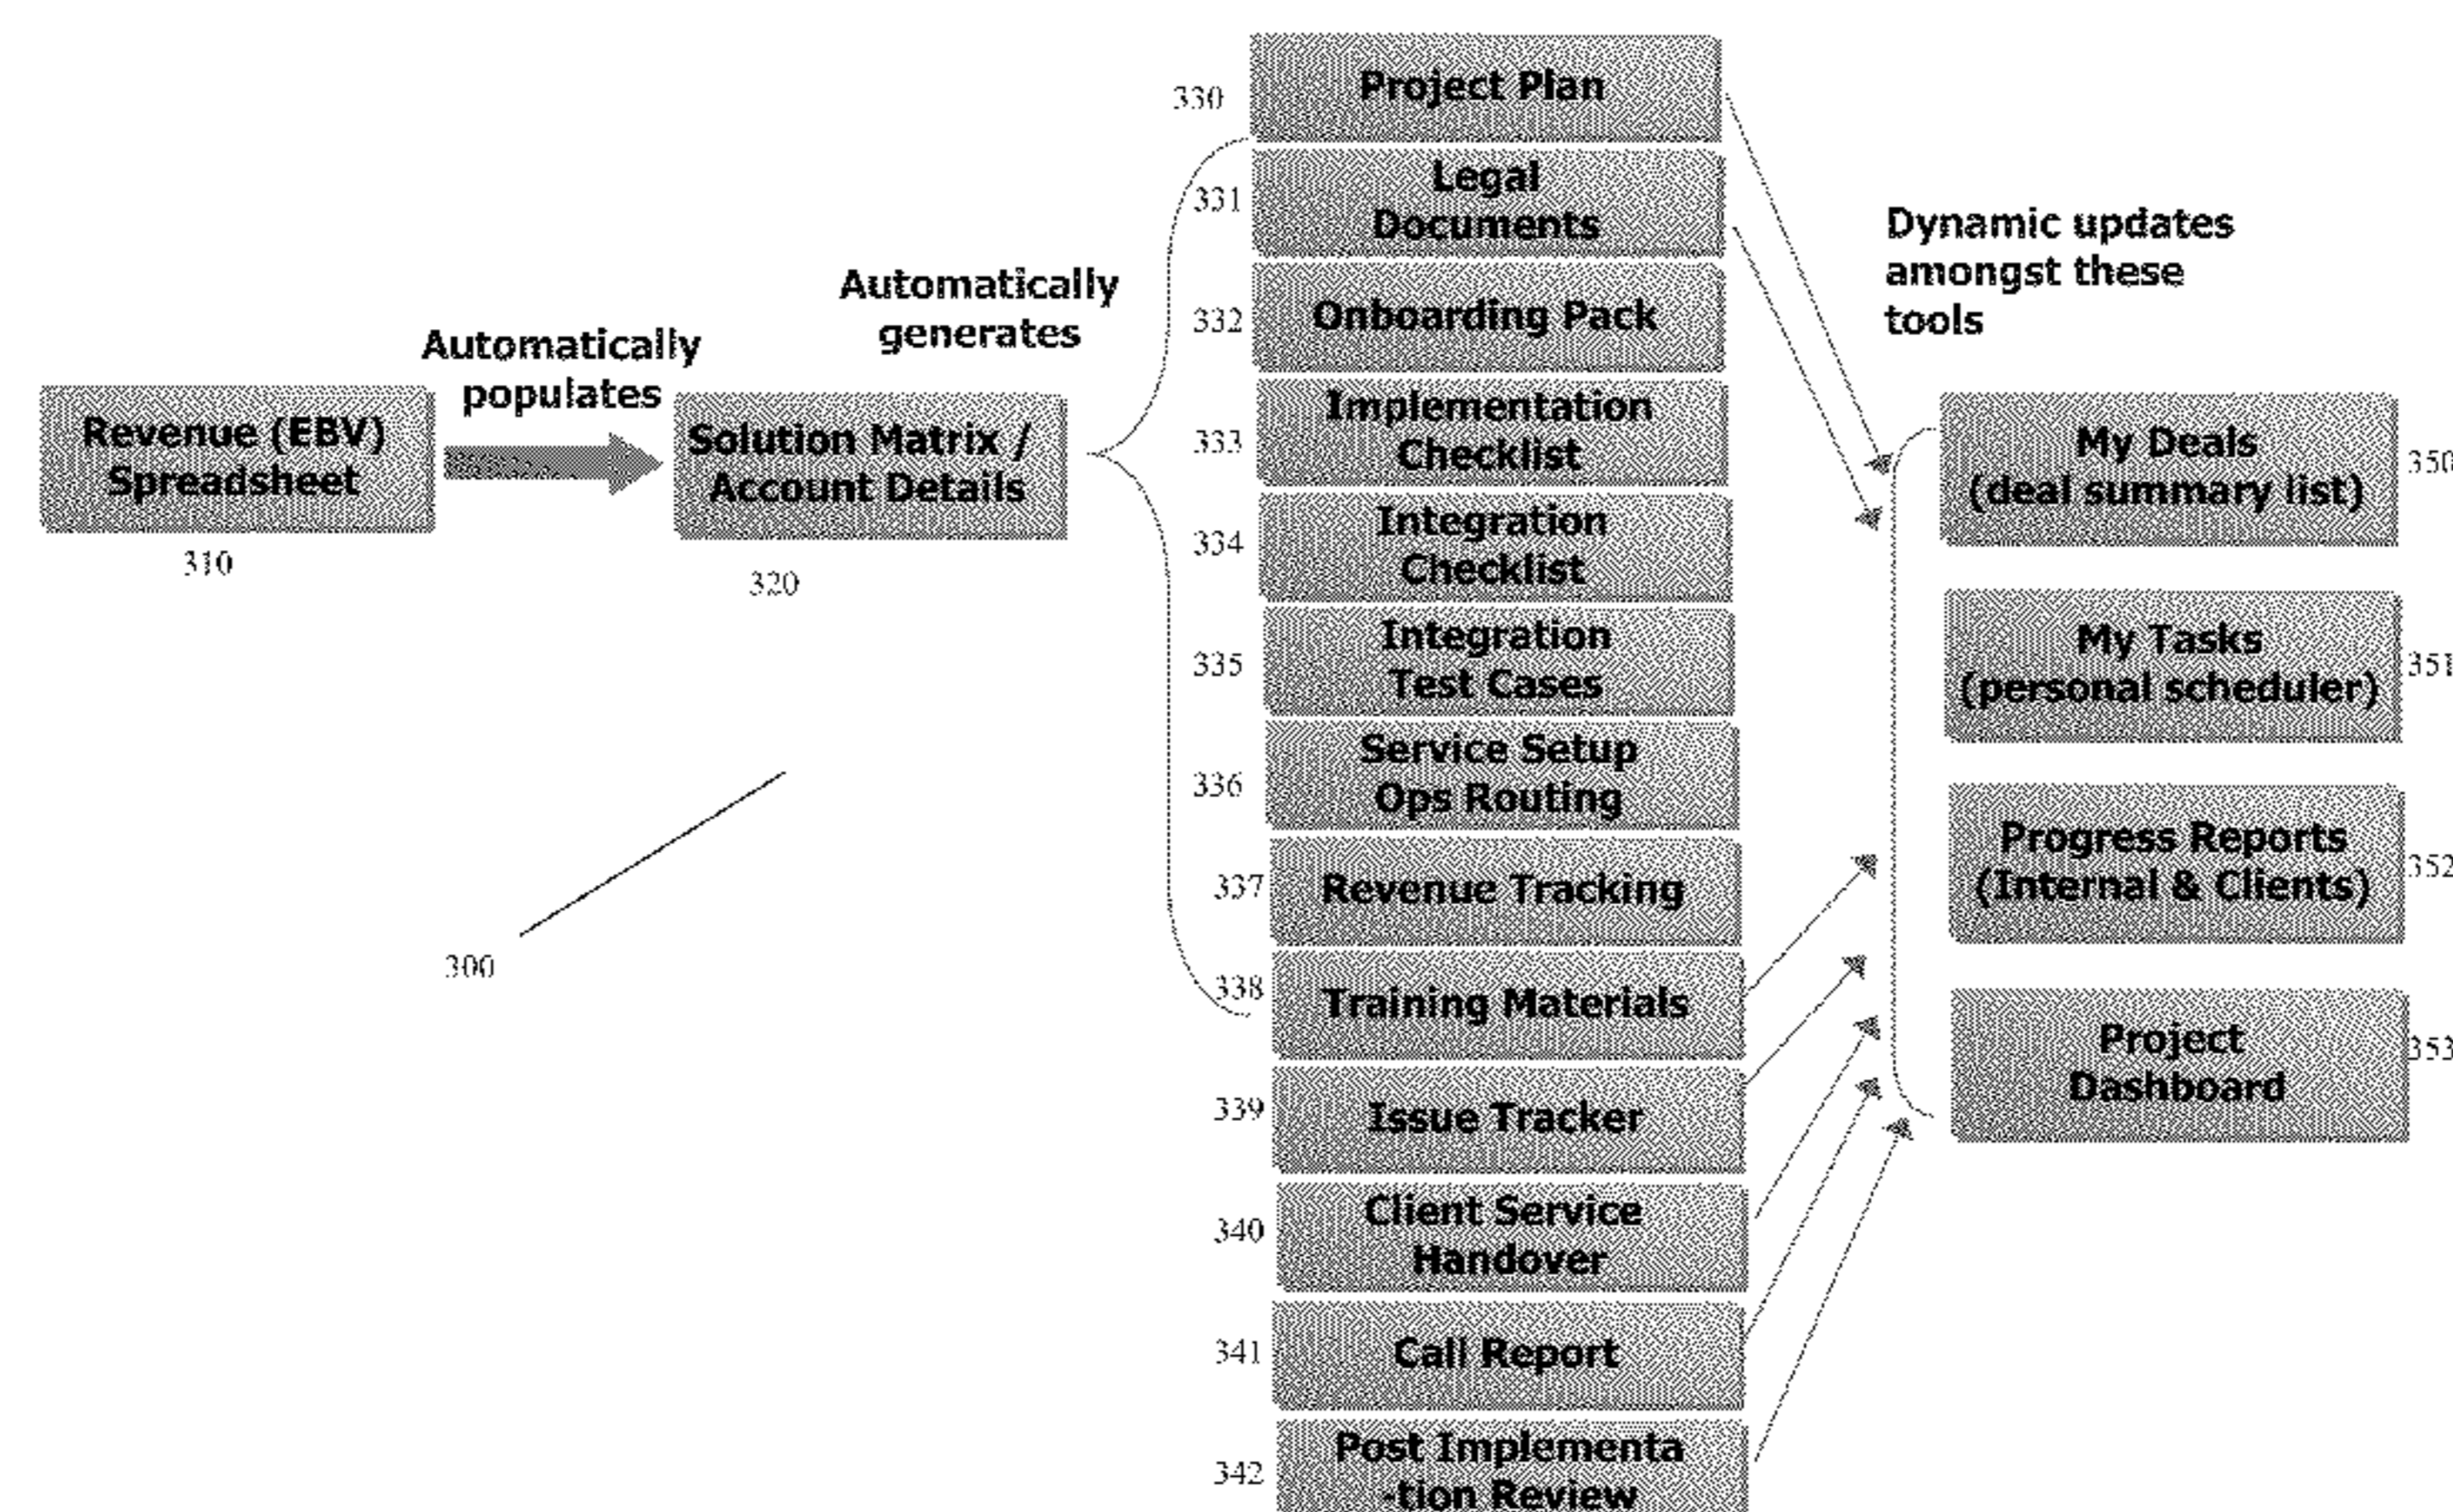 Revenue (EBV)
Spreadsheet
310
Automatically
populates
Solution Matrix /
Account Details
320
300
Automatically
generates
330
Project Plan
331
Legal
Documents
332
Onboarding Pack
333
Implementation
Checklist
334
Integration
Checklist
335
Integration
Test Cases
336
Service Setup
Ops Routing
337
Revenue Tracking
338
Training Materials
339
Issue Tracker
340
Client Service
Handover
341
Call Report
342
Post Implementa
-tion Review
Dynamic updates
amongst these
tools
My Deals
(deal summary list)
350
My Tasks
(personal scheduler)
351
Progress Reports
(Internal & Clients)
352
Project
Dashboard
353